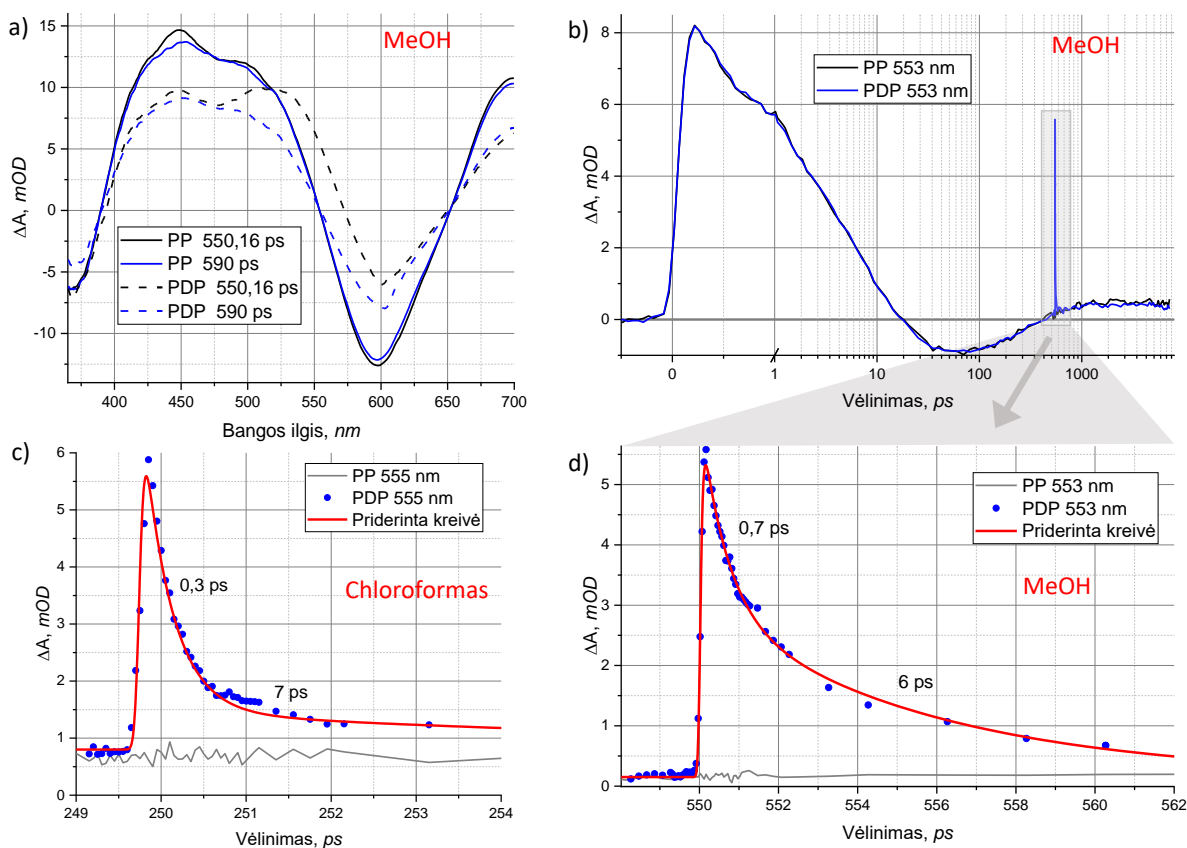 a)
MeOH
ΔA, mOD
15
10
5
0
-5
-10
PP 550,16 ps
PP 590 ps
PDP 550,16 ps
PDP 590 ps
400 450 500 550 600 650 700
Bangos ilgis, nm
b)
MeOH
ΔA, mOD
8
6
4
2
0
PP 553 nm
PDP 553 nm
0 1 10 100 1000
Vėlinimas, ps
c)
Chloroformas
ΔA, mOD
6
5
4
3
2
1
0
PP 555 nm
PDP 555 nm
Priderinta kreivė
0,3 ps
7 ps
249 250 251 252 253 254
Vėlinimas, ps
d)
MeOH
ΔA, mOD
5
4
3
2
1
0
PP 553 nm
PDP 553 nm
Priderinta kreivė
0,7 ps
6 ps
550 552 554 556 558 560 562
Vėlinimas, ps